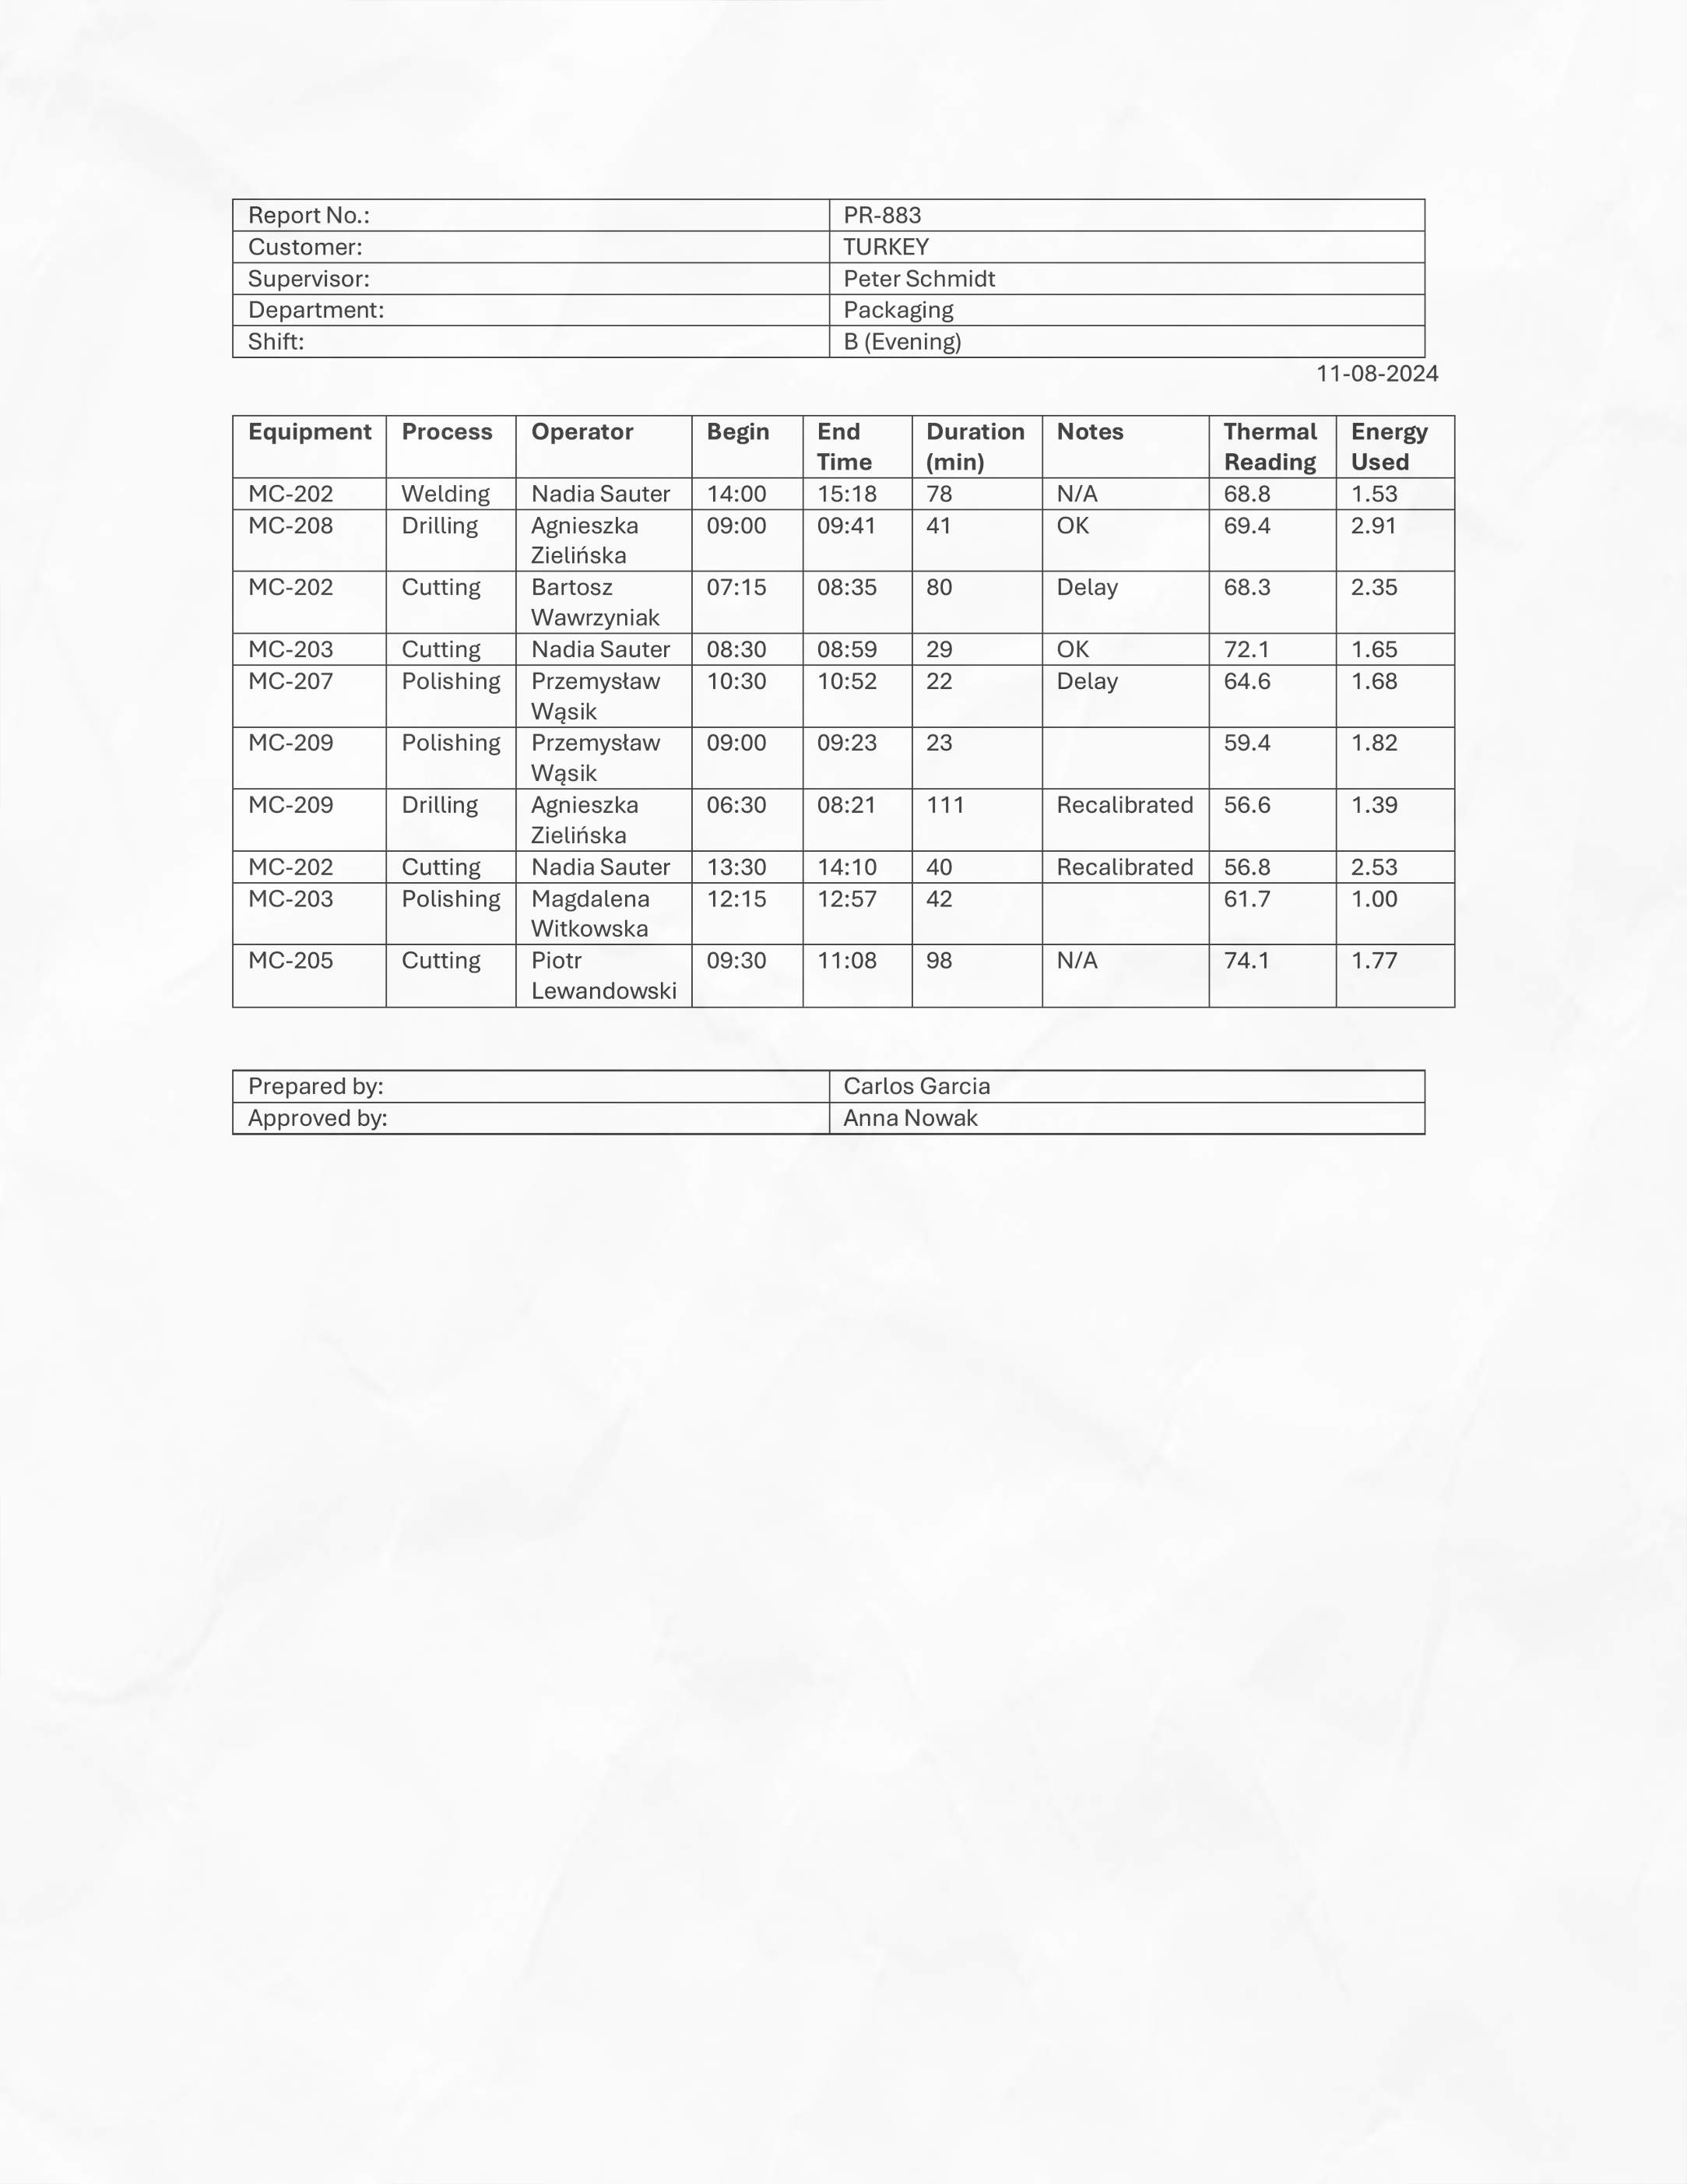 Report No.: PR-883
Customer: TURKEY
Supervisor: Peter Schmidt
Department: Packaging
Shift: B (Evening)
11-08-2024
Equipment Process Operator Begin End Time Duration (min) Notes Thermal Reading Energy Used
MC-202 Welding Nadia Sauter 14:00 15:18 78 N/A 68.8 1.53
MC-208 Drilling Agnieszka Zielińska 09:00 09:41 41 OK 69.4 2.91
MC-202 Cutting Bartosz Wawrzyniak 07:15 08:35 80 Delay 68.3 2.35
MC-203 Cutting Nadia Sauter 08:30 08:59 29 OK 72.1 1.65
MC-207 Polishing Przemysław Wąsik 10:30 10:52 22 Delay 64.6 1.68
MC-209 Polishing Przemysław Wąsik 09:00 09:23 23 59.4 1.82
MC-209 Drilling Agnieszka Zielińska 06:30 08:21 111 Recalibrated 56.6 1.39
MC-202 Cutting Nadia Sauter 13:30 14:10 40 Recalibrated 56.8 2.53
MC-203 Polishing Magdalena Witkowska 12:15 12:57 42 61.7 1.00
MC-205 Cutting Piotr Lewandowski 09:30 11:08 98 N/A 74.1 1.77
Prepared by: Carlos Garcia
Approved by: Anna Nowak